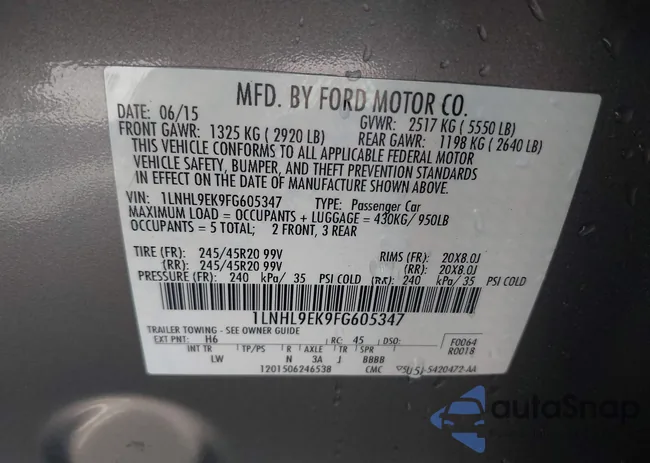 MFD. BY FORD MOTOR CO.
DATE: 06/15 GVWR: 2517 KG ( 5550 LB)
FRONT GAWR: 1325 KG ( 2920 LB) REAR GAWR: 1198 KG ( 2640 LB)
THIS VEHICLE CONFORMS TO ALL APPLICABLE FEDERAL MOTOR
VEHICLE SAFETY, BUMPER, AND THEFT PREVENTION STANDARDS
IN EFFECT ON THE DATE OF MANUFACTURE SHOWN ABOVE.
VIN: 1LNHL9EK9FG605347 TYPE: Passenger Car
MAXIMUM LOAD = OCCUPANTS + LUGGAGE = 430KG/ 950LB
OCCUPANTS = 5 TOTAL; 2 FRONT, 3 REAR
TIRE (FR): 245/45R20 99V RIMS (FR): 20X8.0J
(RR): 245/45R20 99V (RR): 20X8.0J
PRESSURE (FR): 240 kPa/ 35 PSI COLD (RR): 240 kPa/ 35 PSI COLD
1LNHL9EK9FG605347
TRAILER TOWING - SEE OWNER GUIDE
EXT PNT: H6 RC: 45 DSO: F0064
INT TR TP/PS R AXLE TR SPR R0018
LW N 3A J BBBB
1201506246538 CMC 5U5J-5420472-AA
autoSnap